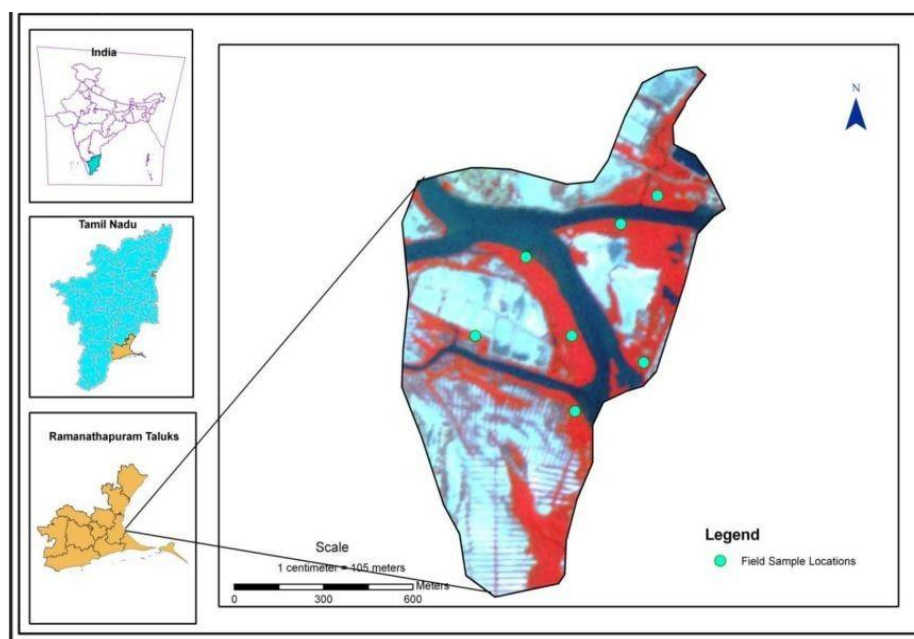 India
Tamil Nadu
Ramanathapuram Taluks
N
Scale
1 centimeter = 105 meters
Meters
0 300 600
Legend
Field Sample Locations